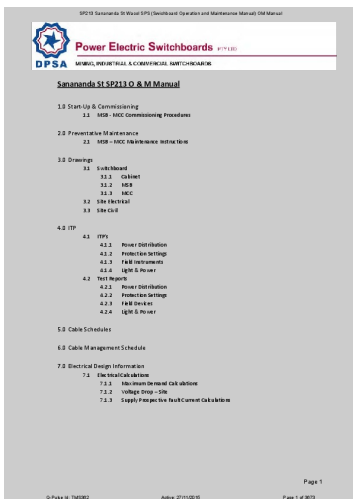 SP213 Sanananda St Wood SPS (Switchboard Operation and Maintenance Manual) OM Manual
Power Electric Switchboards PTY LTD
DPSA MINING, INDUSTRIAL & COMMERCIAL SWITCHBOARDS
Sanananda St SP213 O & M Manual
1.0 Start-Up & Commissioning
1.1 MSB - MCC Commissioning Procedures
2.0 Preventative Maintenance
2.1 MSB – MCC Maintenance Instructions
3.0 Drawings
3.1 Switchboard
3.1.1 Cabinet
3.1.2 MSB
3.1.3 MCC
3.2 Site Electrical
3.3 Site Civil
4.0 ITP
4.1 ITPs
4.1.1 Power Distribution
4.1.2 Protection Settings
4.1.3 Field Instruments
4.1.4 Light & Power
4.2 Test Reports
4.2.1 Power Distribution
4.2.2 Protection Settings
4.2.3 Field Devices
4.2.4 Light & Power
5.0 Cable Schedules
6.0 Cable Management Schedule
7.0 Electrical Design Information
7.1 Electrical Calculations
7.1.1 Maximum Demand Calculations
7.1.2 Voltage Drop – Site
7.1.3 Supply Prospective Fault Current Calculations
Page 1
Q-Pulse Id: Active: 27/11/2015 Page 1 of